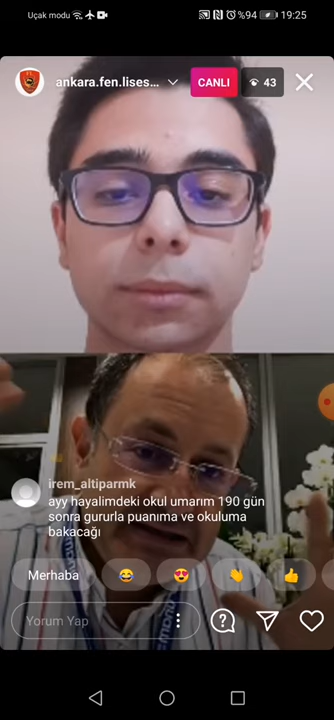 Uçak modu
%94
19:25
ankara.fen.lises...
CANLI
43
irem_altiparmk
ayy hayalimdeki okul umarım 190 gün
sonra gururla puanıma ve okuluma
bakacağı
Merhaba
Yorum Yap